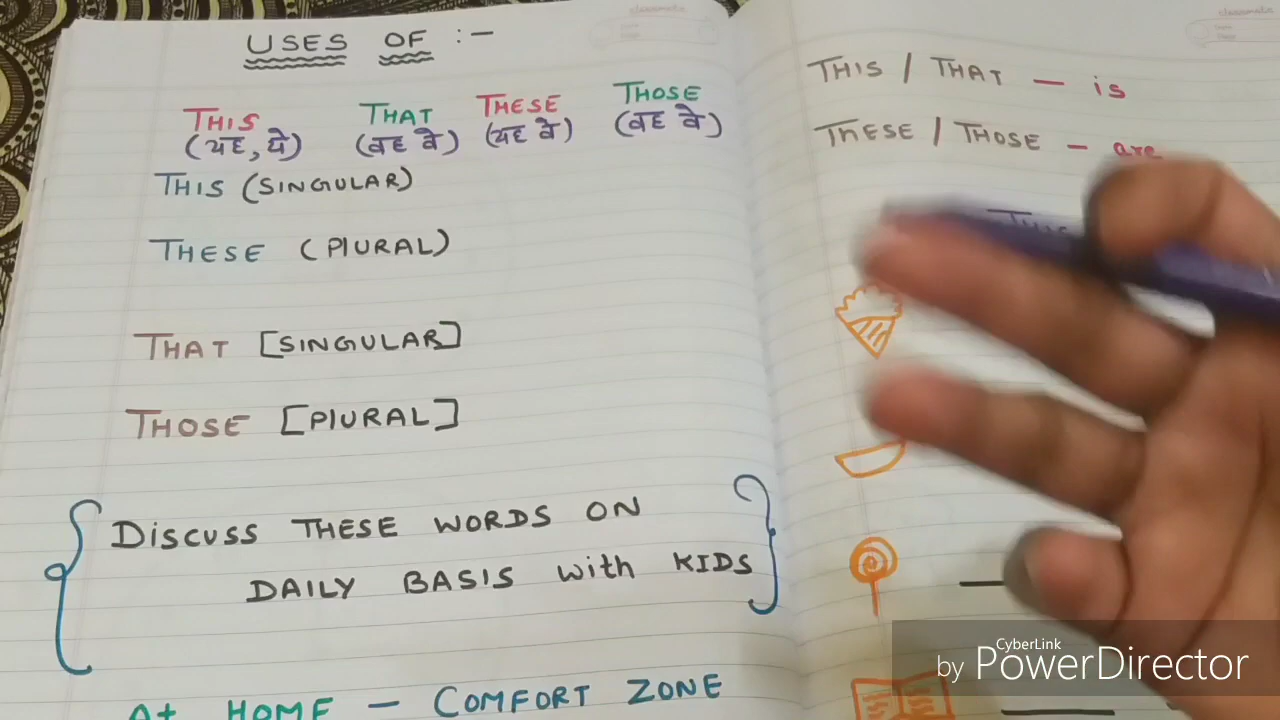 USES OF :-
THIS THAT THESE THOSE
(यह, ये) (वह वे) (यह वे) (वह वे)
THIS (SINGULAR)
THESE (PlURAL)
THAT [SINGULAR]
THOSE [PlURAL]
DiscUSS THESE WORDS ON
DAILY BASIS with KIDS
At HOME - COMFORT ZONE
classmate
THIS / THAT - is
THESE / THOSE - are
THIS
CyberLink
by PowerDirector